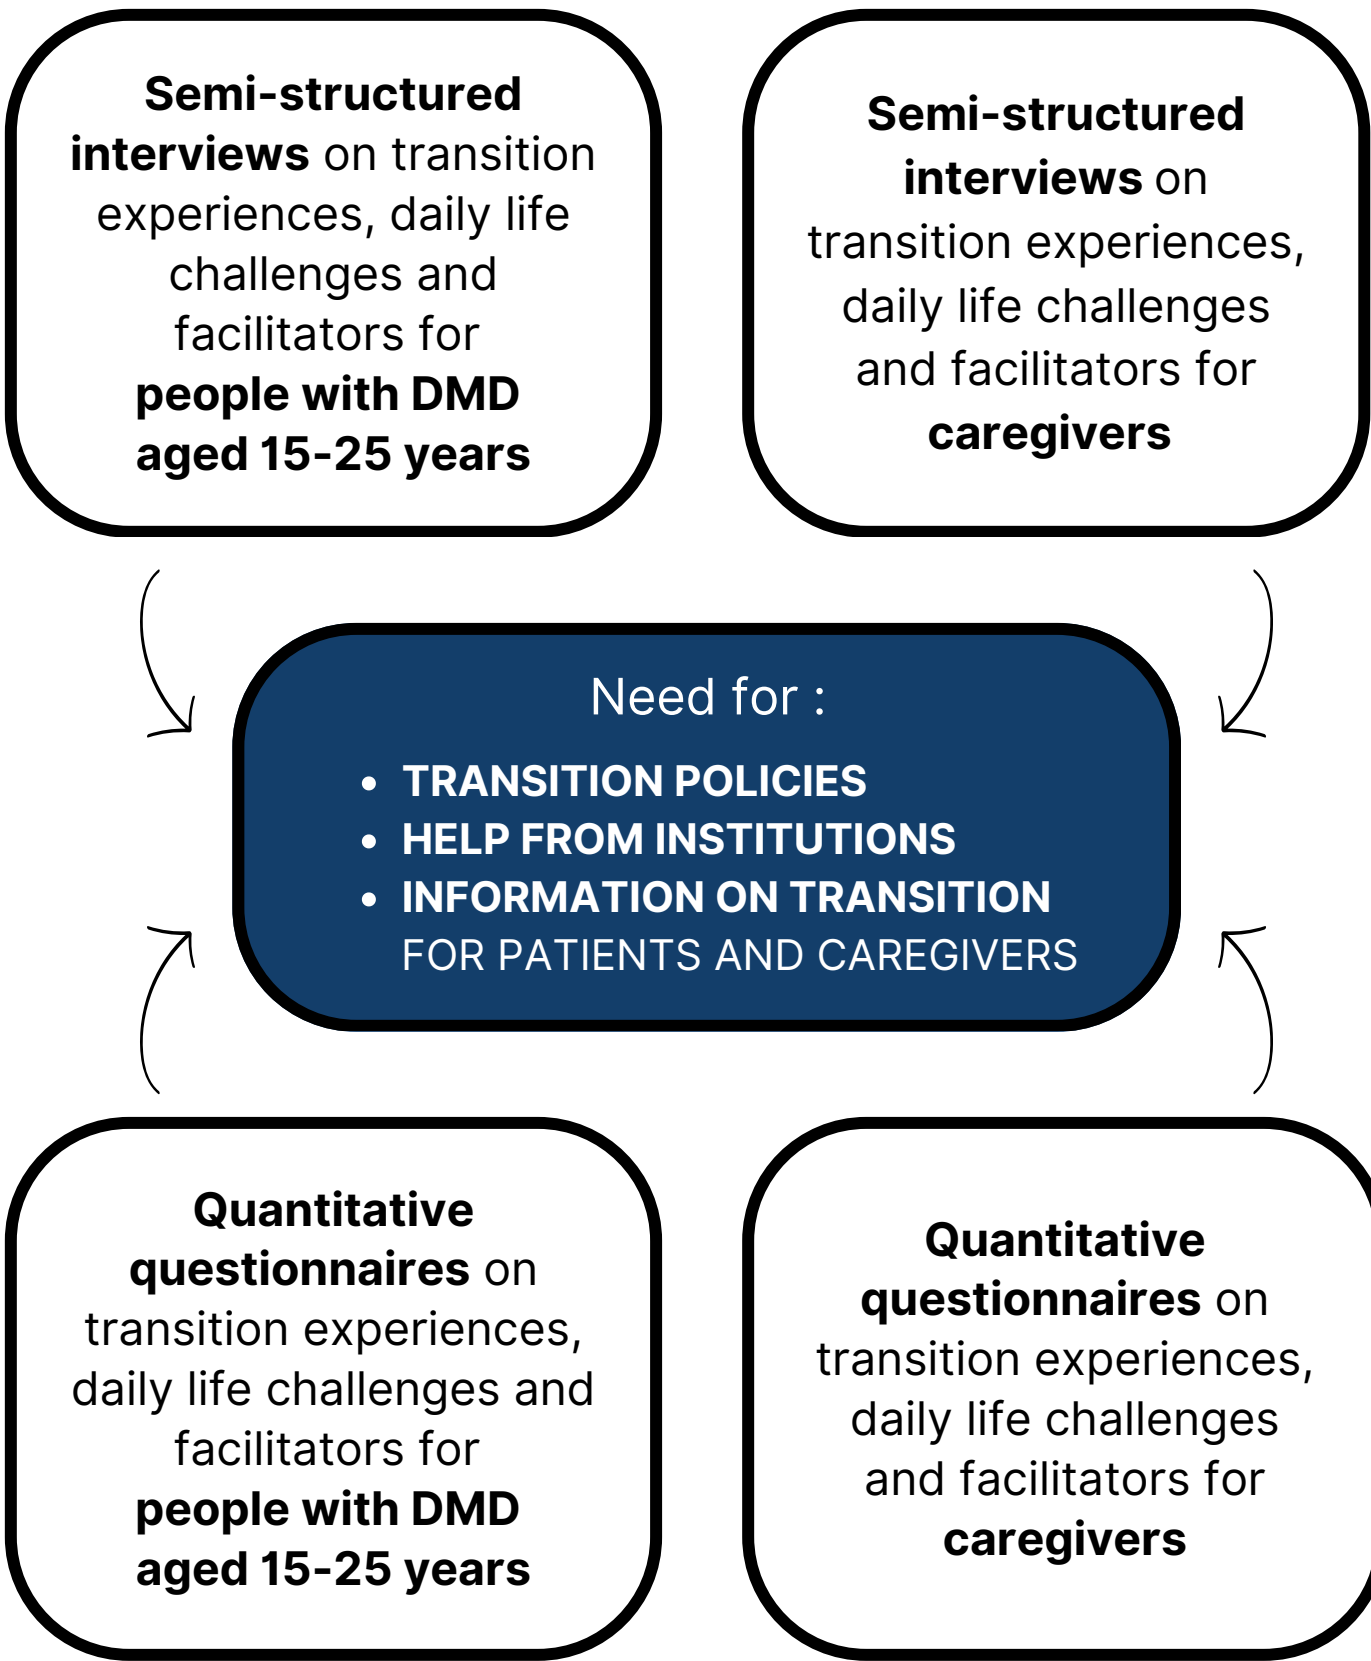 Semi-structured
interviews on transition
experiences, daily life
challenges and
facilitators for
people with DMD
aged 15-25 years
Semi-structured
interviews on
transition experiences,
daily life challenges
and facilitators for
caregivers
Need for :
• TRANSITION POLICIES
• HELP FROM INSTITUTIONS
• INFORMATION ON TRANSITION
FOR PATIENTS AND CAREGIVERS
Quantitative
questionnaires on
transition experiences,
daily life challenges and
facilitators for
people with DMD
aged 15-25 years
Quantitative
questionnaires on
transition experiences,
daily life challenges
and facilitators for
caregivers